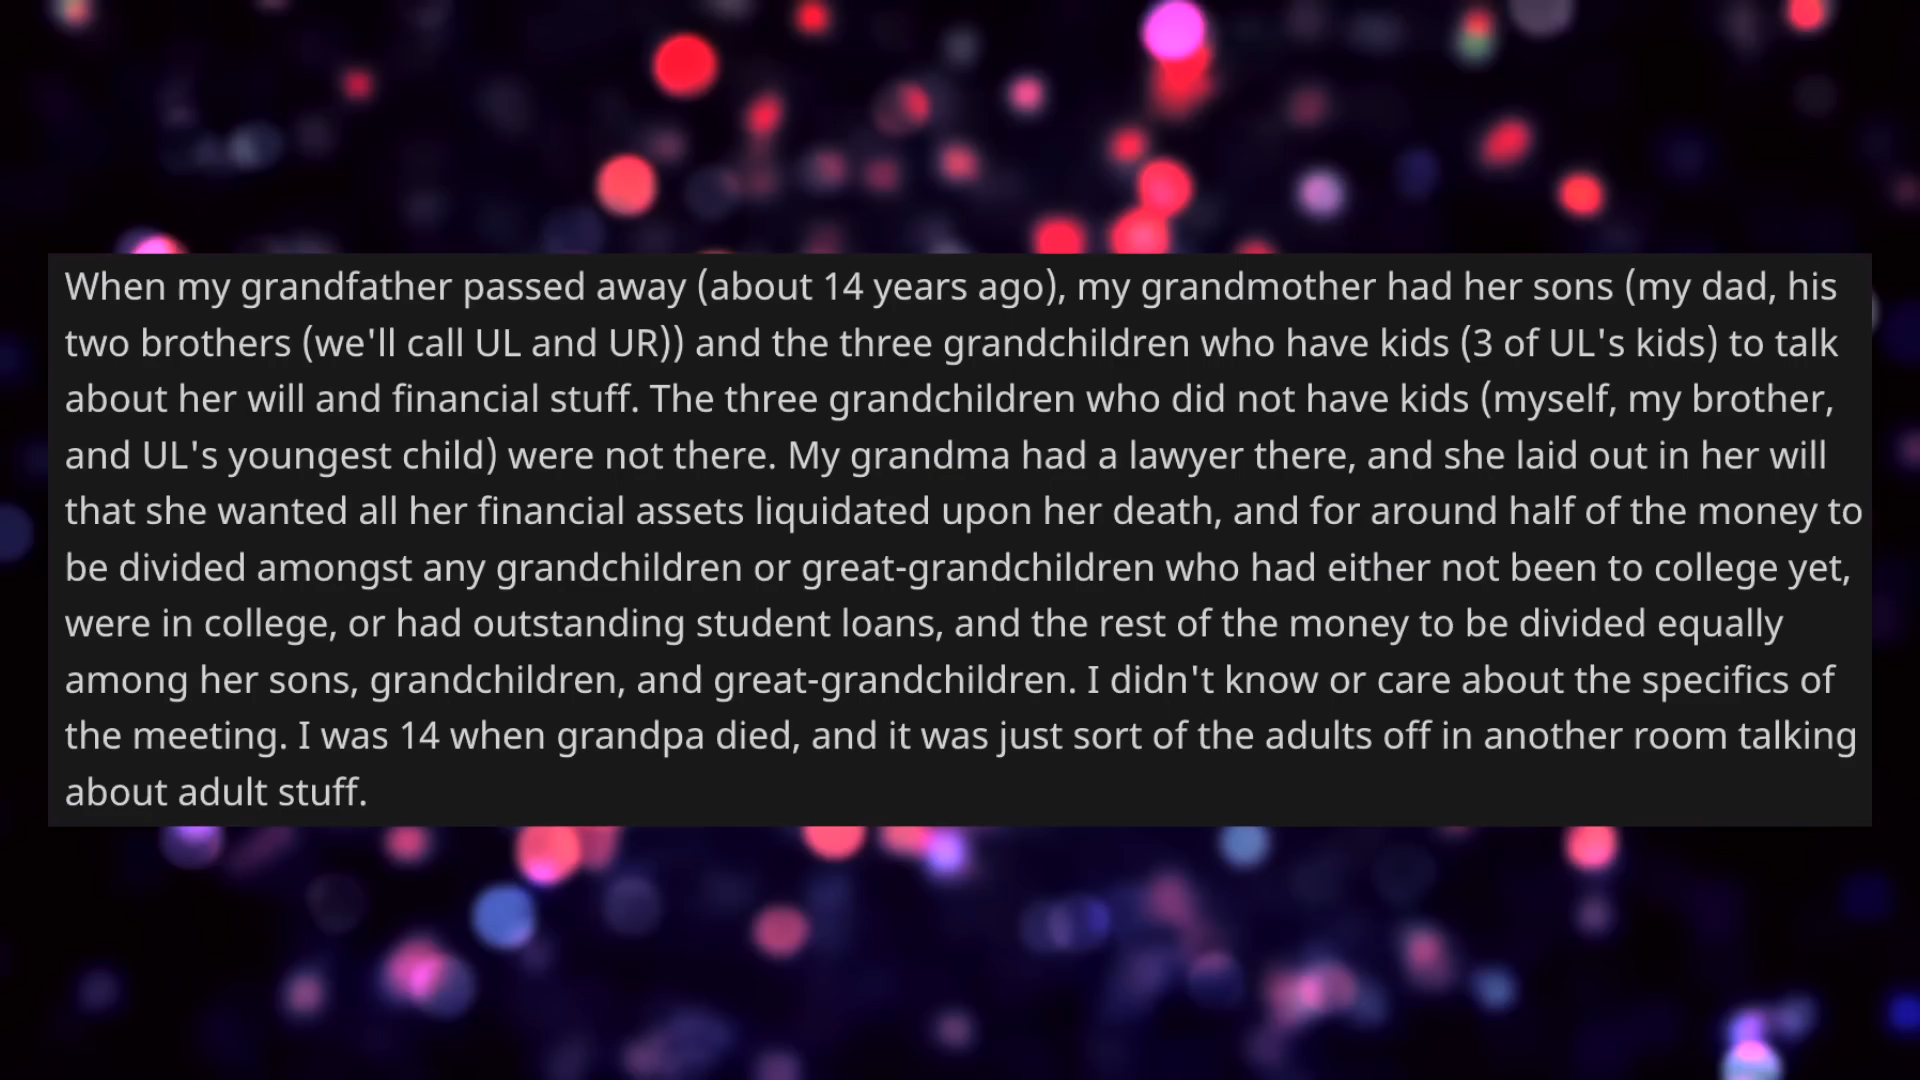 When my grandfather passed away (about 14 years ago), my grandmother had her sons (my dad, his
two brothers (we'll call UL and UR)) and the three grandchildren who have kids (3 of UL's kids) to talk
about her will and financial stuff. The three grandchildren who did not have kids (myself, my brother,
and UL's youngest child) were not there. My grandma had a lawyer there, and she laid out in her will
that she wanted all her financial assets liquidated upon her death, and for around half of the money to
be divided amongst any grandchildren or great-grandchildren who had either not been to college yet,
were in college, or had outstanding student loans, and the rest of the money to be divided equally
among her sons, grandchildren, and great-grandchildren. I didn't know or care about the specifics of
the meeting. I was 14 when grandpa died, and it was just sort of the adults off in another room talking
about adult stuff.